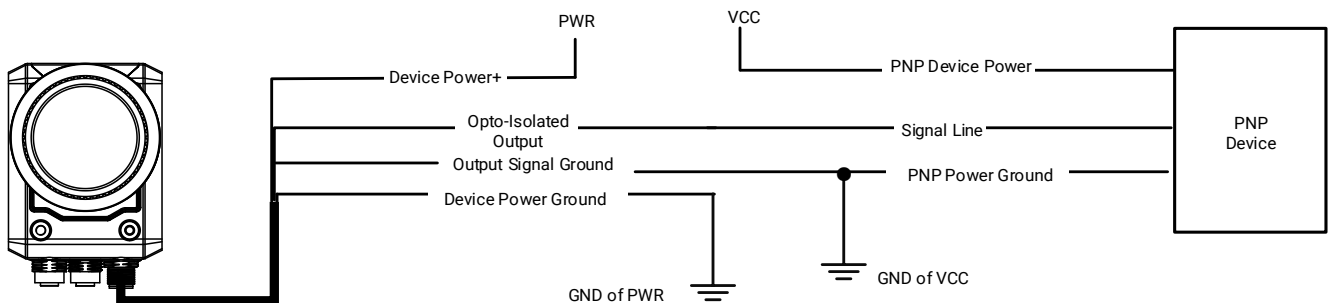 PWR
VCC
Device Power+
PNP Device Power
Opto-Isolated
Output
Signal Line
PNP
Device
Output Signal Ground
PNP Power Ground
Device Power Ground
GND of VCC
GND of PWR